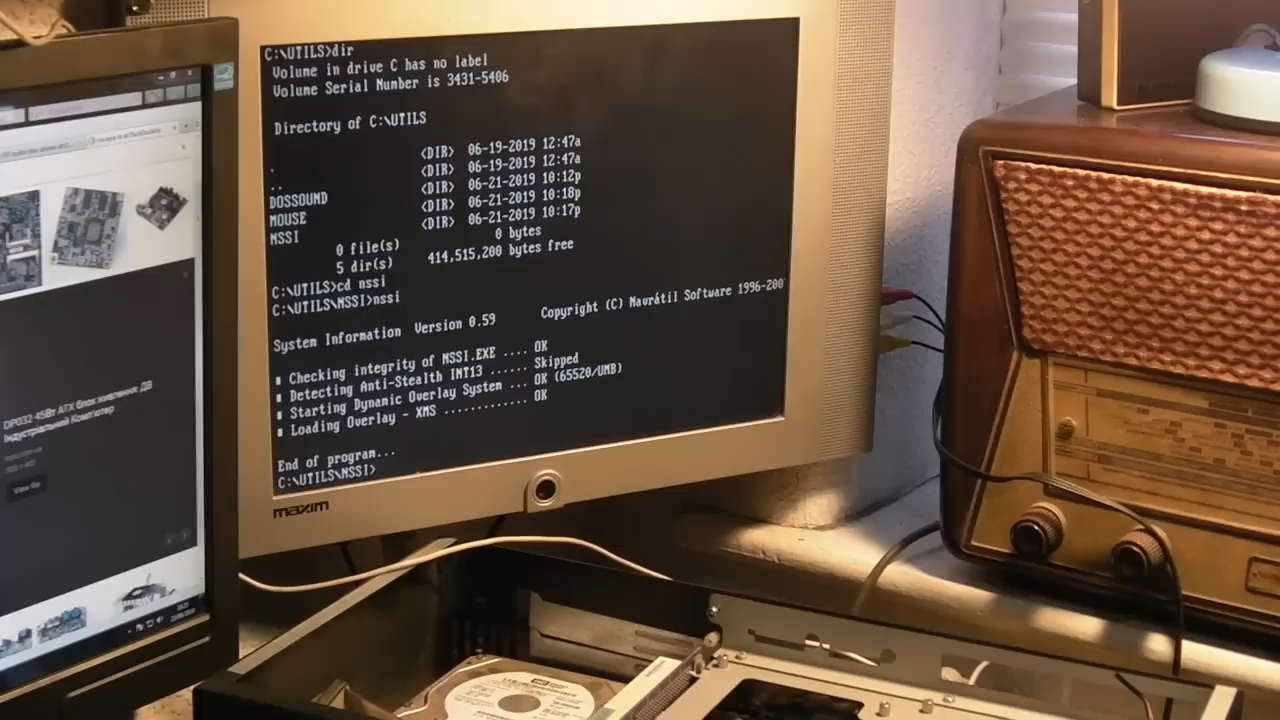 C:\UTILS>dir
Volume in drive C has no label
Volume Serial Number is 3431-5406
Directory of C:\UTILS
. <DIR> 06-19-2019 12:47a
.. <DIR> 06-19-2019 12:47a
DOSSOUND <DIR> 06-21-2019 10:12p
MOUSE <DIR> 06-21-2019 10:18p
NSSI <DIR> 06-21-2019 10:17p
0 file(s) 0 bytes
5 dir(s) 414,515,200 bytes free
C:\UTILS>cd nssi
C:\UTILS\NSSI>nssi
System Information Version 0.59 Copyright (C) Navrátil Software 1996-200
Checking integrity of NSSI.EXE .... OK
Detecting Anti-Stealth INT13 ...... Skipped
Starting Dynamic Overlay System ... OK (65520/UMB)
Loading Overlay - XMS ............ OK
End of program...
C:\UTILS\NSSI>
maxim
OP032 45Вт ATX блок живлення: ДВ
Індустріальний Комп'ютер
View file